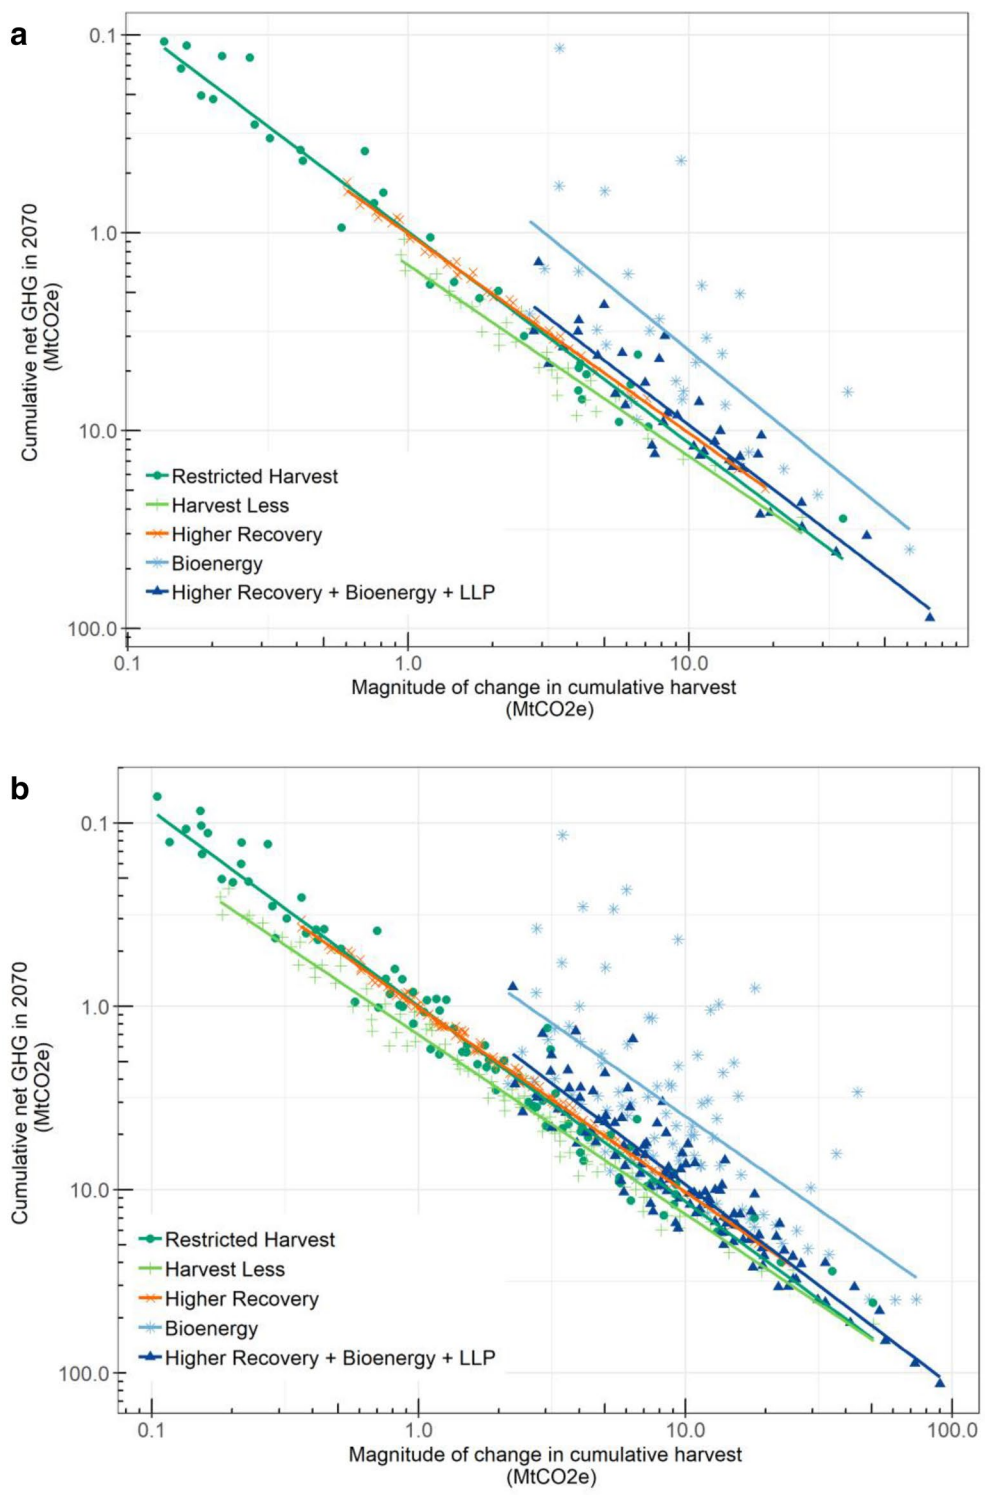 a
0.1
1.0
10.0
100.0
Cumulative net GHG in 2070
(MtCO2e)
Restricted Harvest
Harvest Less
Higher Recovery
Bioenergy
Higher Recovery + Bioenergy + LLP
0.1
1.0
10.0
Magnitude of change in cumulative harvest
(MtCO2e)
b
0.1
1.0
10.0
100.0
Cumulative net GHG in 2070
(MtCO2e)
Restricted Harvest
Harvest Less
Higher Recovery
Bioenergy
Higher Recovery + Bioenergy + LLP
0.1
1.0
10.0
100.0
Magnitude of change in cumulative harvest
(MtCO2e)